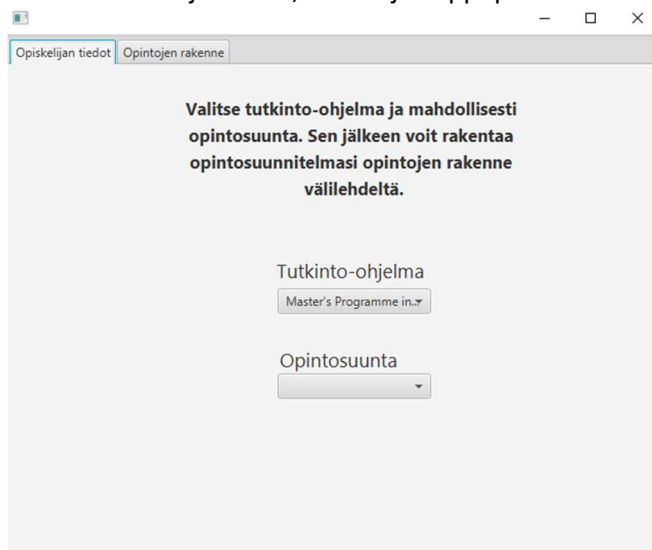 Opiskelijan tiedot Opintojen rakenne
Valitse tutkinto-ohjelma ja mahdollisesti
opintosuunta. Sen jälkeen voit rakentaa
opintosuunnitelmasi opintojen rakenne
välilehdeltä.
Tutkinto-ohjelma
Master's Programme in...
Opintosuunta